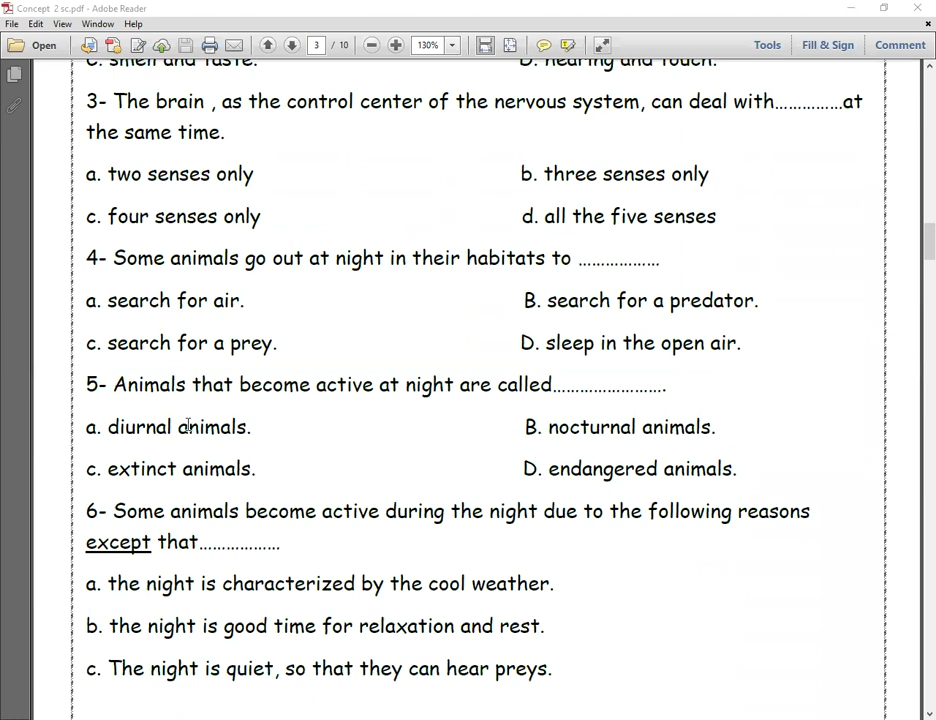 Concept 2 sc.pdf - Adobe Reader
File Edit View Window Help
Open 3 / 10 130% Tools Fill & Sign Comment
c. smell and taste. D. hearing and touch.
3- The brain , as the control center of the nervous system, can deal with……………at
the same time.
a. two senses only b. three senses only
c. four senses only d. all the five senses
4- Some animals go out at night in their habitats to ………………
a. search for air. B. search for a predator.
c. search for a prey. D. sleep in the open air.
5- Animals that become active at night are called…………………….
a. diurnal animals. B. nocturnal animals.
c. extinct animals. D. endangered animals.
6- Some animals become active during the night due to the following reasons
except that………………
a. the night is characterized by the cool weather.
b. the night is good time for relaxation and rest.
c. The night is quiet, so that they can hear preys.